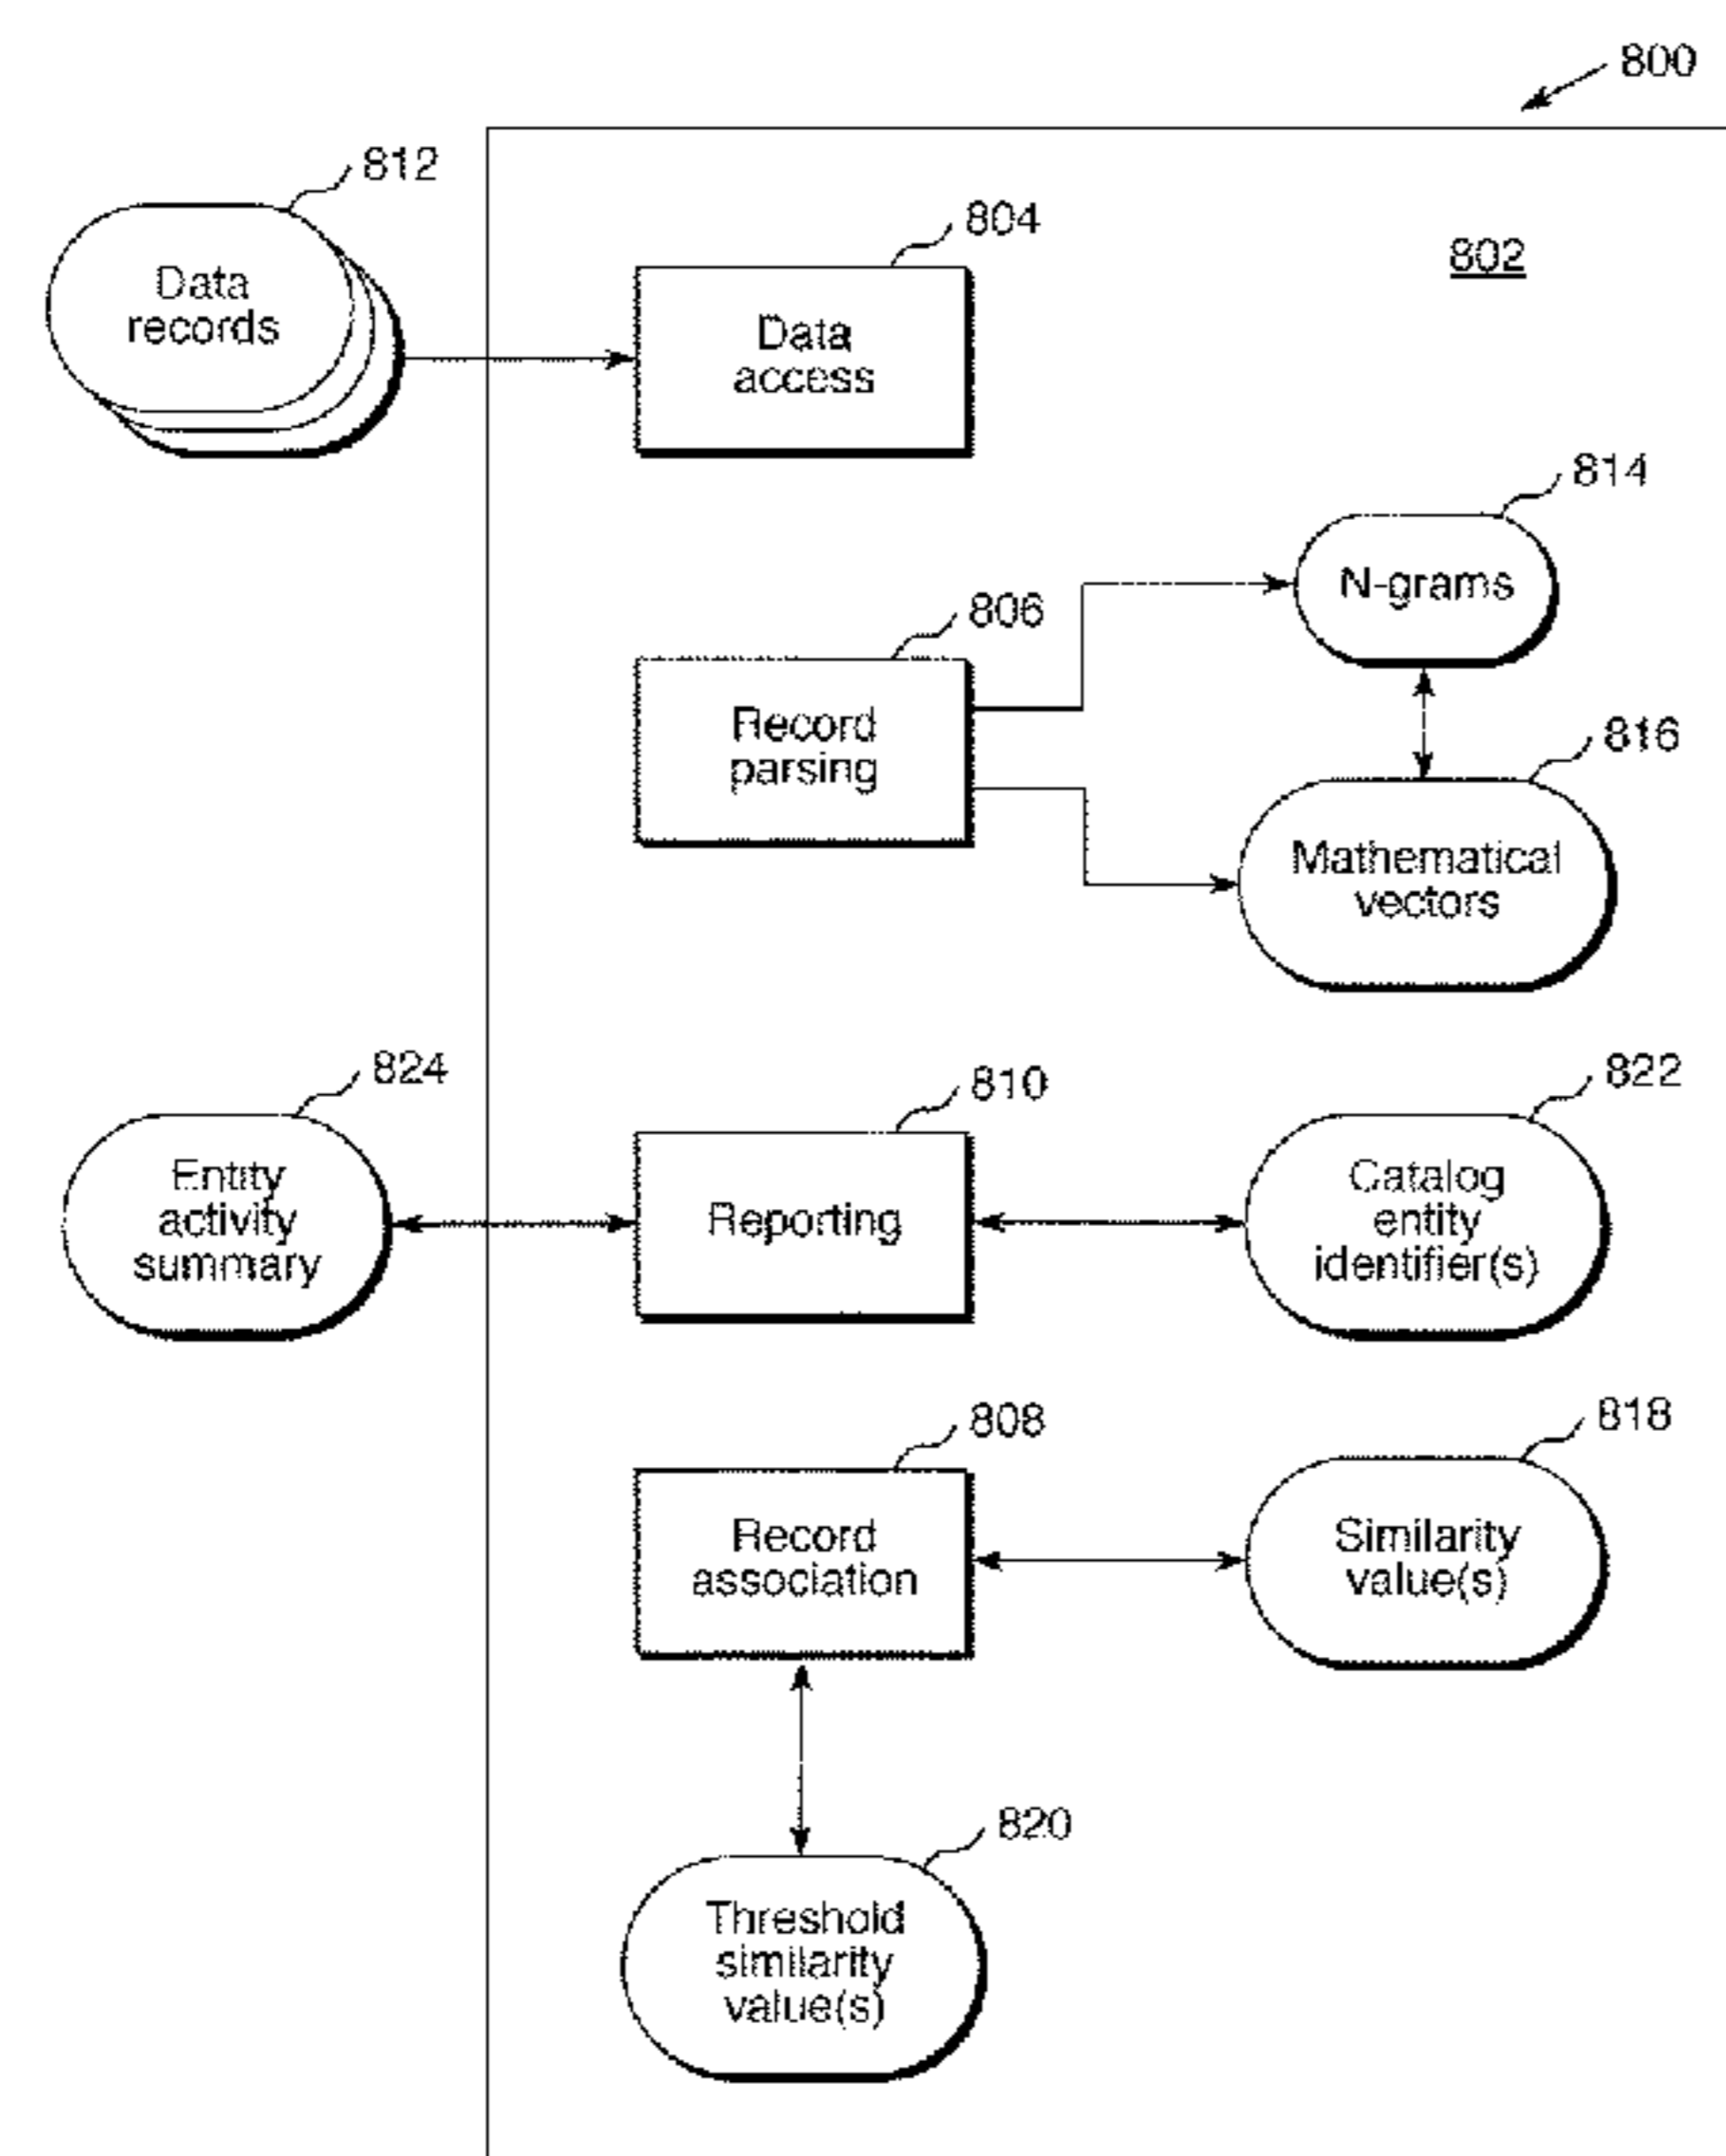 800
812
Data
records
804
Data
access
802
814
N-grams
806
Record
parsing
816
Mathematical
vectors
824
Entity
activity
summary
810
Reporting
822
Catalog
entity
identifier(s)
808
Record
association
818
Similarity
value(s)
820
Threshold
similarity
value(s)